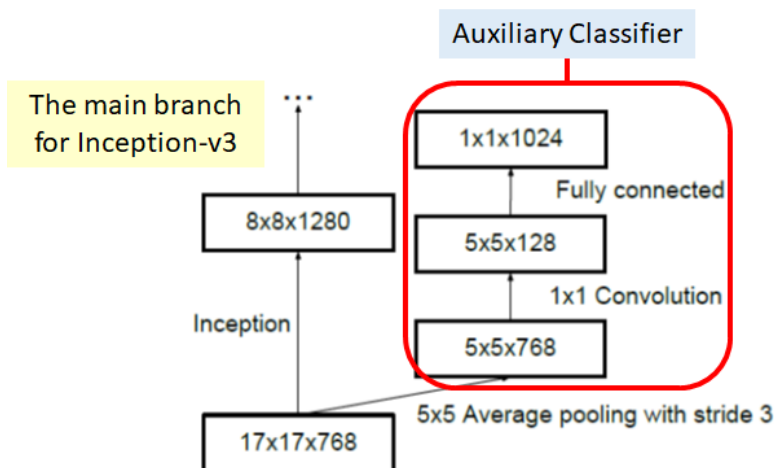 Auxiliary Classifier
The main branch
for Inception-v3
...
1x1x1024
Fully connected
8x8x1280
5x5x128
1x1 Convolution
Inception
5x5x768
5x5 Average pooling with stride 3
17x17x768